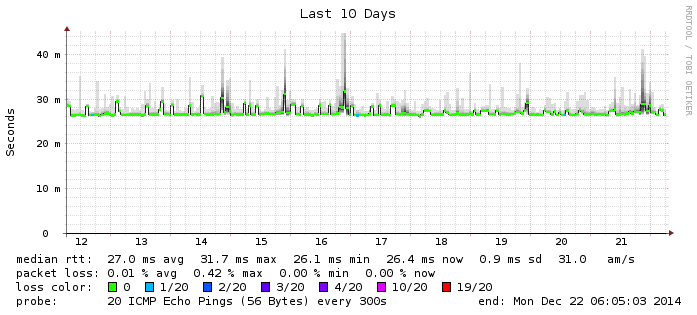 Last 10 Days
RRDTOOL / TOBI OETIKER
Seconds
40 m
30 m
20 m
10 m
0
12 13 14 15 16 17 18 19 20 21
median rtt: 27.0 ms avg 31.7 ms max 26.1 ms min 26.4 ms now 0.9 ms sd 31.0 am/s
packet loss: 0.01 % avg 0.42 % max 0.00 % min 0.00 % now
loss color: 0 1/20 2/20 3/20 4/20 10/20 19/20
probe: 20 ICMP Echo Pings (56 Bytes) every 300s end: Mon Dec 22 06:05:03 2014